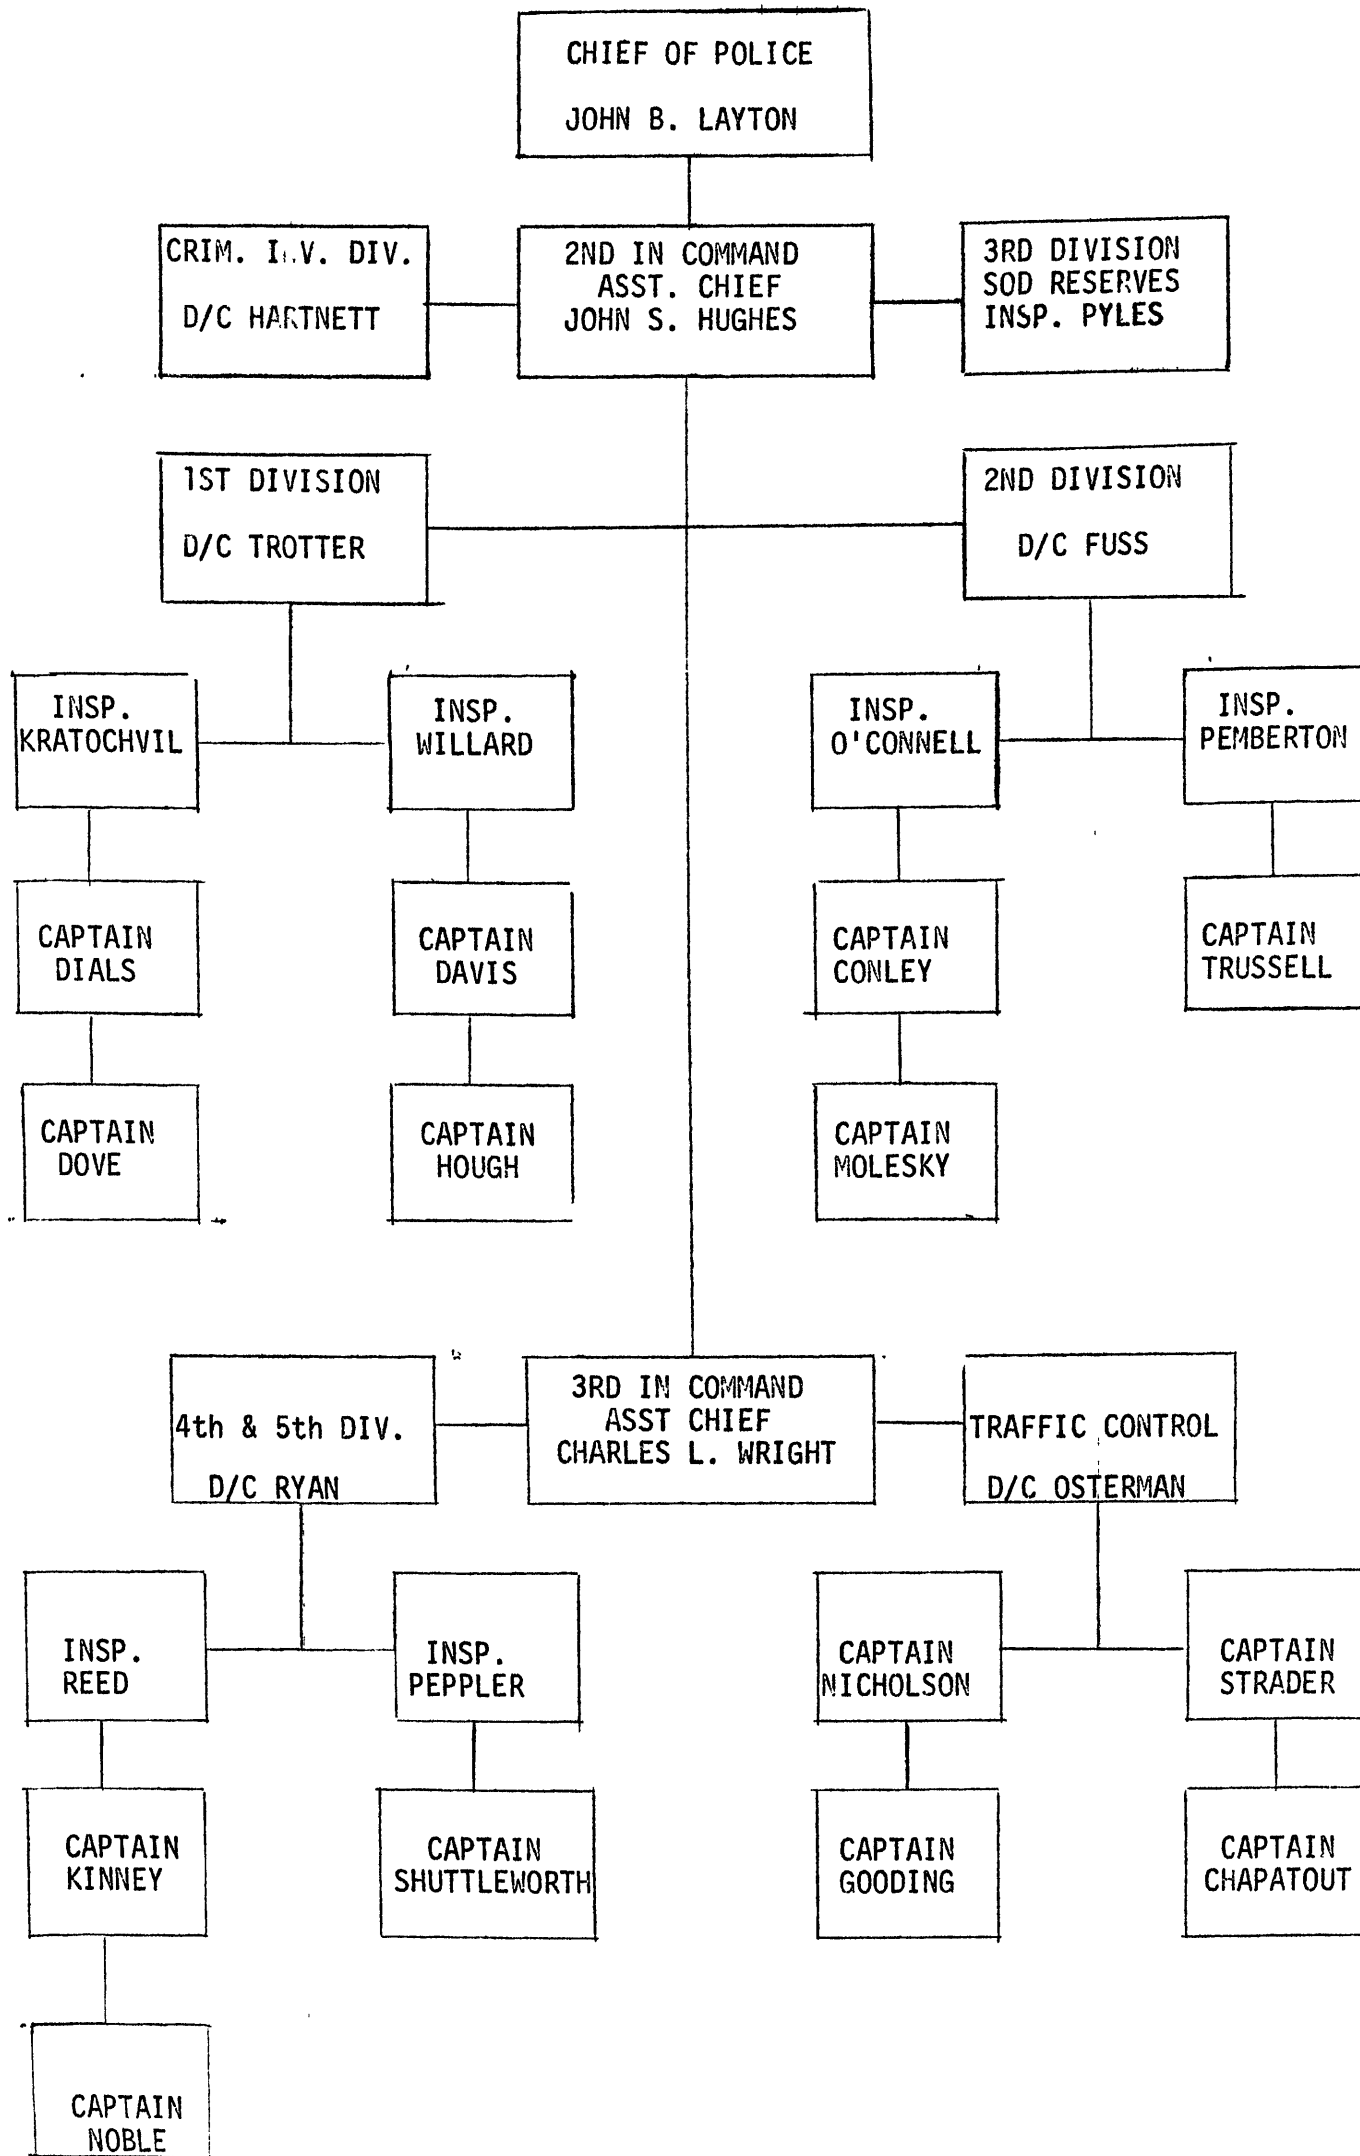 CHIEF OF POLICE
JOHN B. LAYTON
CRIM. I.V. DIV.
D/C HARTNETT
2ND IN COMMAND
ASST. CHIEF
JOHN S. HUGHES
3RD DIVISION
SOD RESERVES
INSP. PYLES
1ST DIVISION
D/C TROTTER
2ND DIVISION
D/C FUSS
INSP.
KRATOCHVIL
INSP.
WILLARD
INSP.
O'CONNELL
INSP.
PEMBERTON
CAPTAIN
DIALS
CAPTAIN
DAVIS
CAPTAIN
CONLEY
CAPTAIN
TRUSSELL
CAPTAIN
DOVE
CAPTAIN
HOUGH
CAPTAIN
MOLESKY
4th & 5th DIV.
D/C RYAN
3RD IN COMMAND
ASST CHIEF
CHARLES L. WRIGHT
TRAFFIC CONTROL
D/C OSTERMAN
INSP.
REED
INSP.
PEPPLER
CAPTAIN
NICHOLSON
CAPTAIN
STRADER
CAPTAIN
KINNEY
CAPTAIN
SHUTTLEWORTH
CAPTAIN
GOODING
CAPTAIN
CHAPATOUT
CAPTAIN
NOBLE